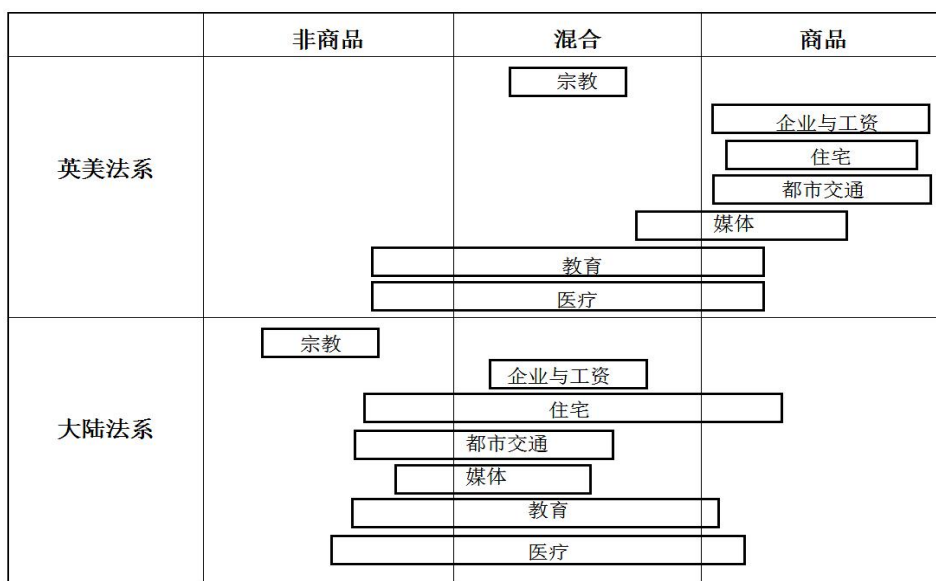 非商品 混合 商品
英美法系
宗教
企业与工资
住宅
都市交通
媒体
教育
医疗
大陆法系
宗教
企业与工资
住宅
都市交通
媒体
教育
医疗